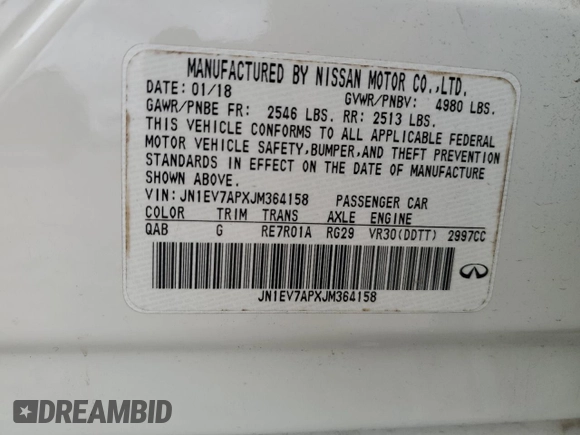 MANUFACTURED BY NISSAN MOTOR CO.,LTD.
DATE: 01/18 GVWR/PNBV: 4980 LBS.
GAWR/PNBE FR: 2546 LBS. RR: 2513 LBS.
THIS VEHICLE CONFORMS TO ALL APPLICABLE FEDERAL
MOTOR VEHICLE SAFETY,BUMPER,AND THEFT PREVENTION
STANDARDS IN EFFECT ON THE DATE OF MANUFACTURE
SHOWN ABOVE.
VIN: JN1EV7APXJM364158 PASSENGER CAR
COLOR TRIM TRANS AXLE ENGINE
QAB G RE7R01A RG29 VR30(DDTT) 2997CC
JN1EV7APXJM364158
DREAMBID